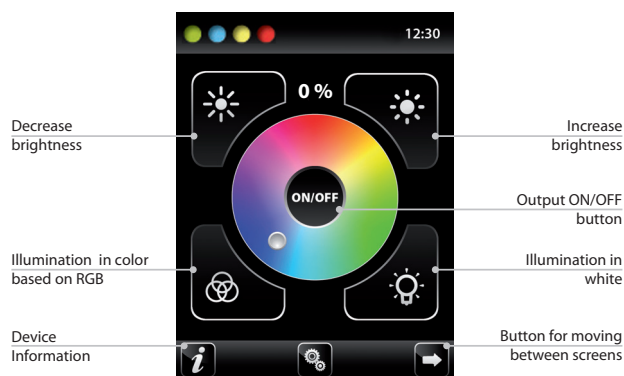 12:30
0 %
Decrease
brightness
Increase
brightness
ON/OFF
Output ON/OFF
button
Illumination in color
based on RGB
Illumination in
white
Device
Information
Button for moving
between screens
i